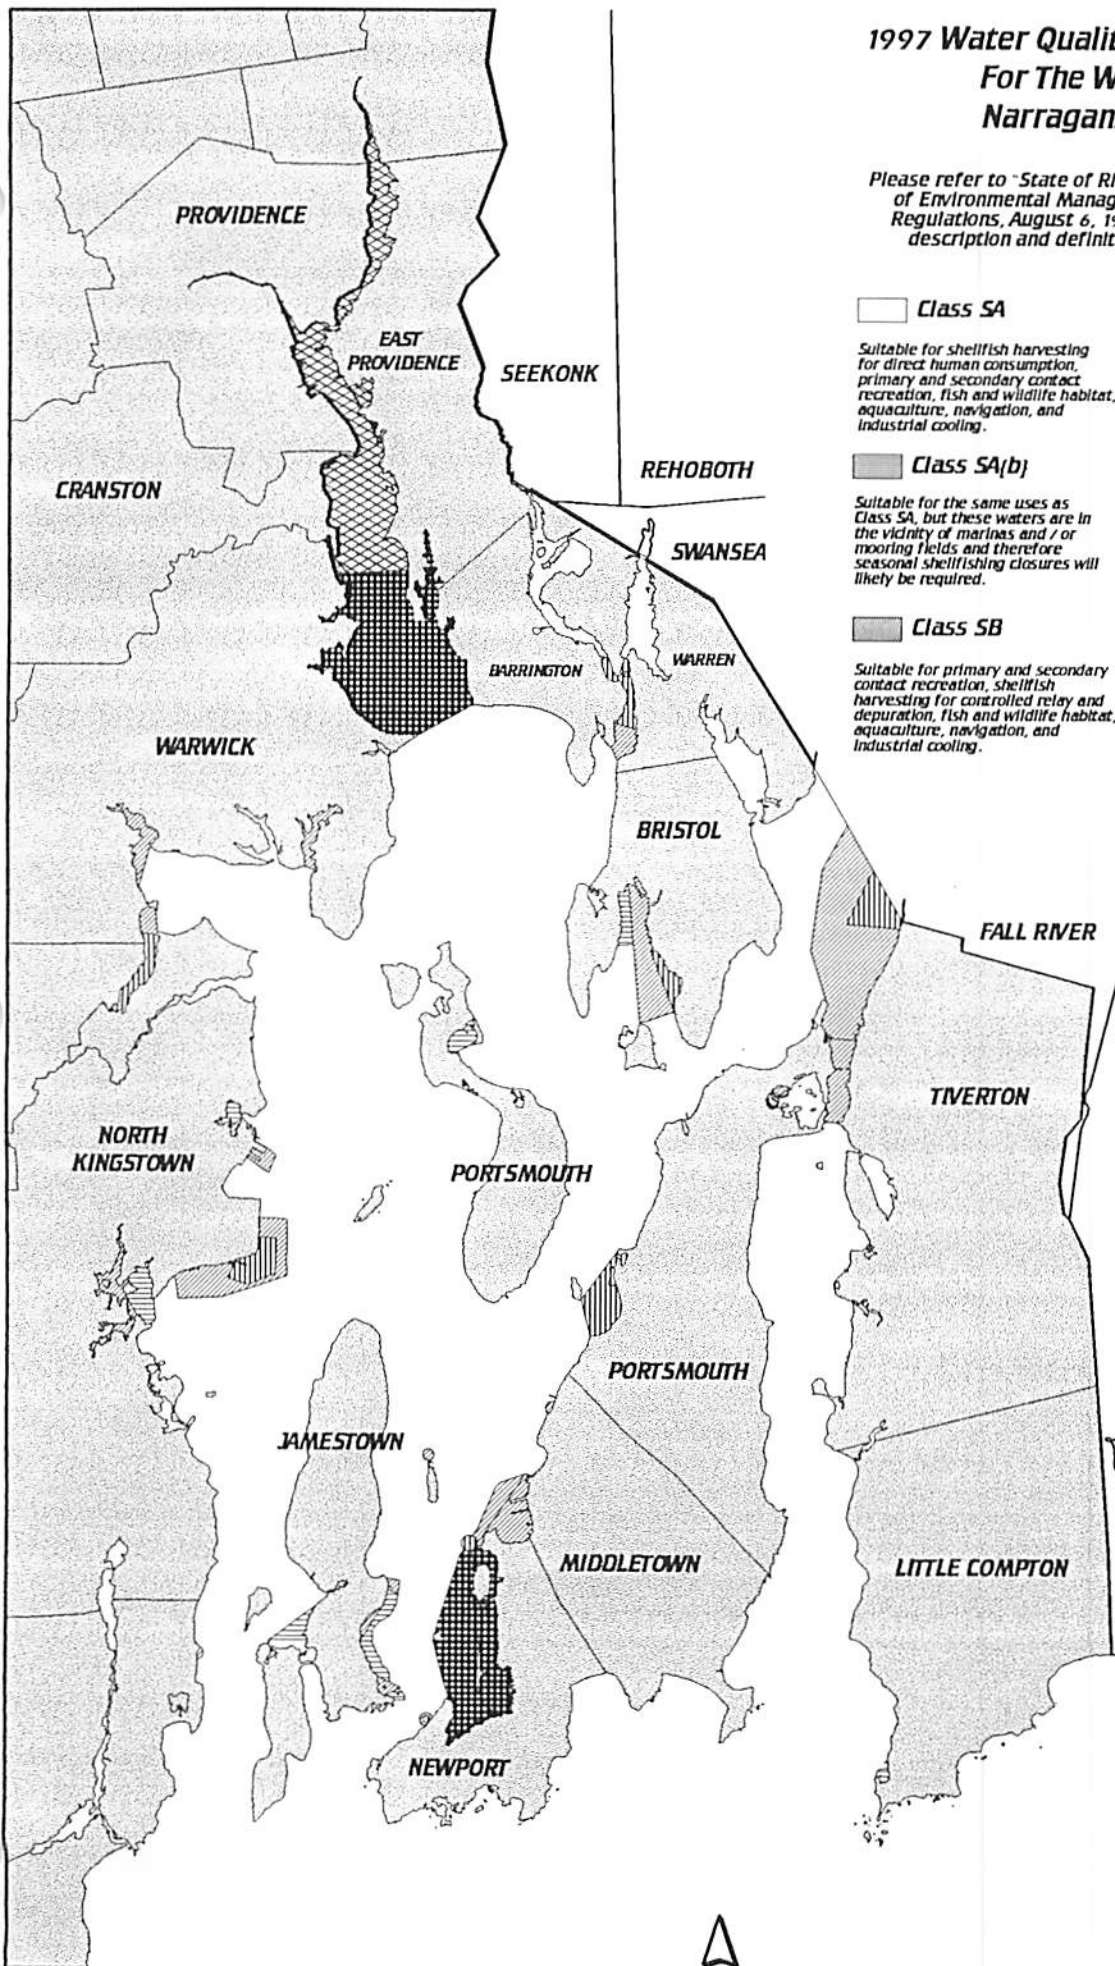 1997 Water Qualit
For The W
Narragan
Please refer to "State of R
of Environmental Manag
Regulations, August 6, 19
description and definit
Class SA
Suitable for shellfish harvesting
for direct human consumption,
primary and secondary contact
recreation, fish and wildlife habitat,
aquaculture, navigation, and
industrial cooling.
Class SA{b}
Suitable for the same uses as
Class SA, but these waters are in
the vicinity of marinas and / or
mooring fields and therefore
seasonal shellfishing closures will
likely be required.
Class SB
Suitable for primary and secondary
contact recreation, shellfish
harvesting for controlled relay and
depuration, fish and wildlife habitat,
aquaculture, navigation, and
industrial cooling.
PROVIDENCE
EAST
PROVIDENCE
SEEKONK
REHOBOTH
CRANSTON
SWANSEA
BARRINGTON
WARREN
WARWICK
BRISTOL
FALL RIVER
TIVERTON
NORTH
KINGSTOWN
PORTSMOUTH
PORTSMOUTH
JAMESTOWN
MIDDLETOWN
LITTLE COMPTON
NEWPORT